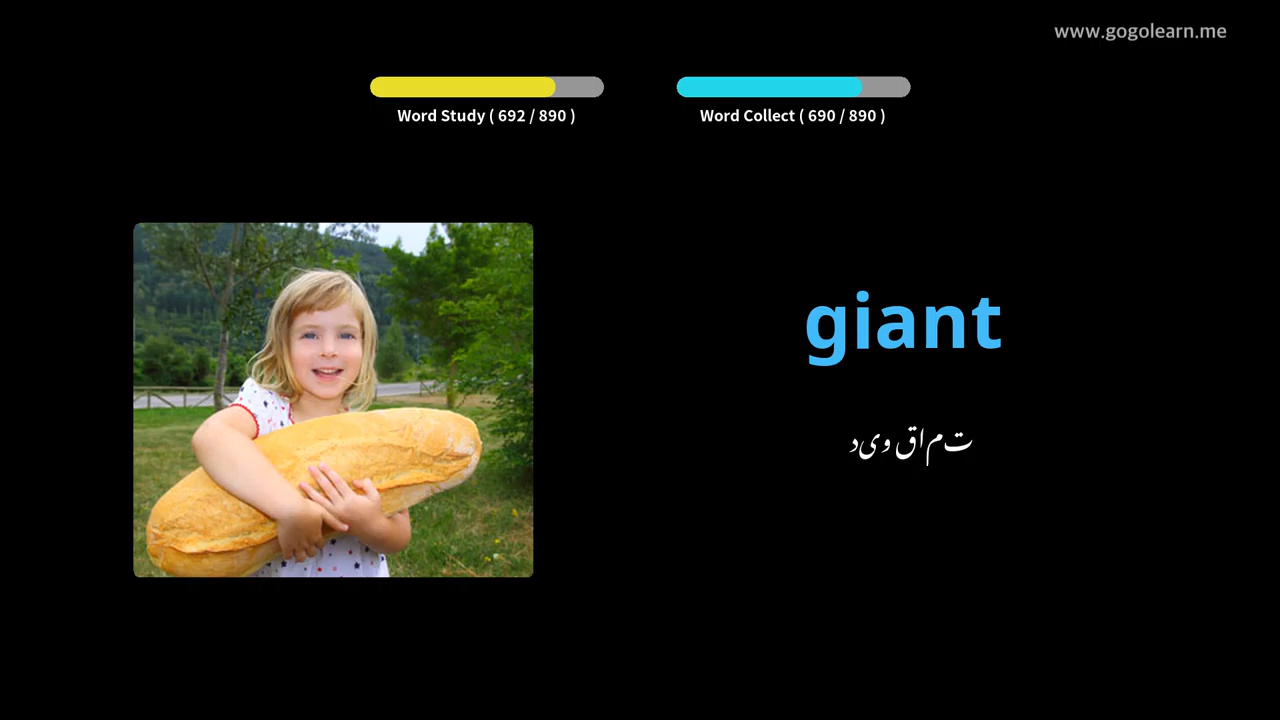 www.gogolearn.me
Word Study ( 692 / 890 )
Word Collect ( 690 / 890 )
giant
تماق وید